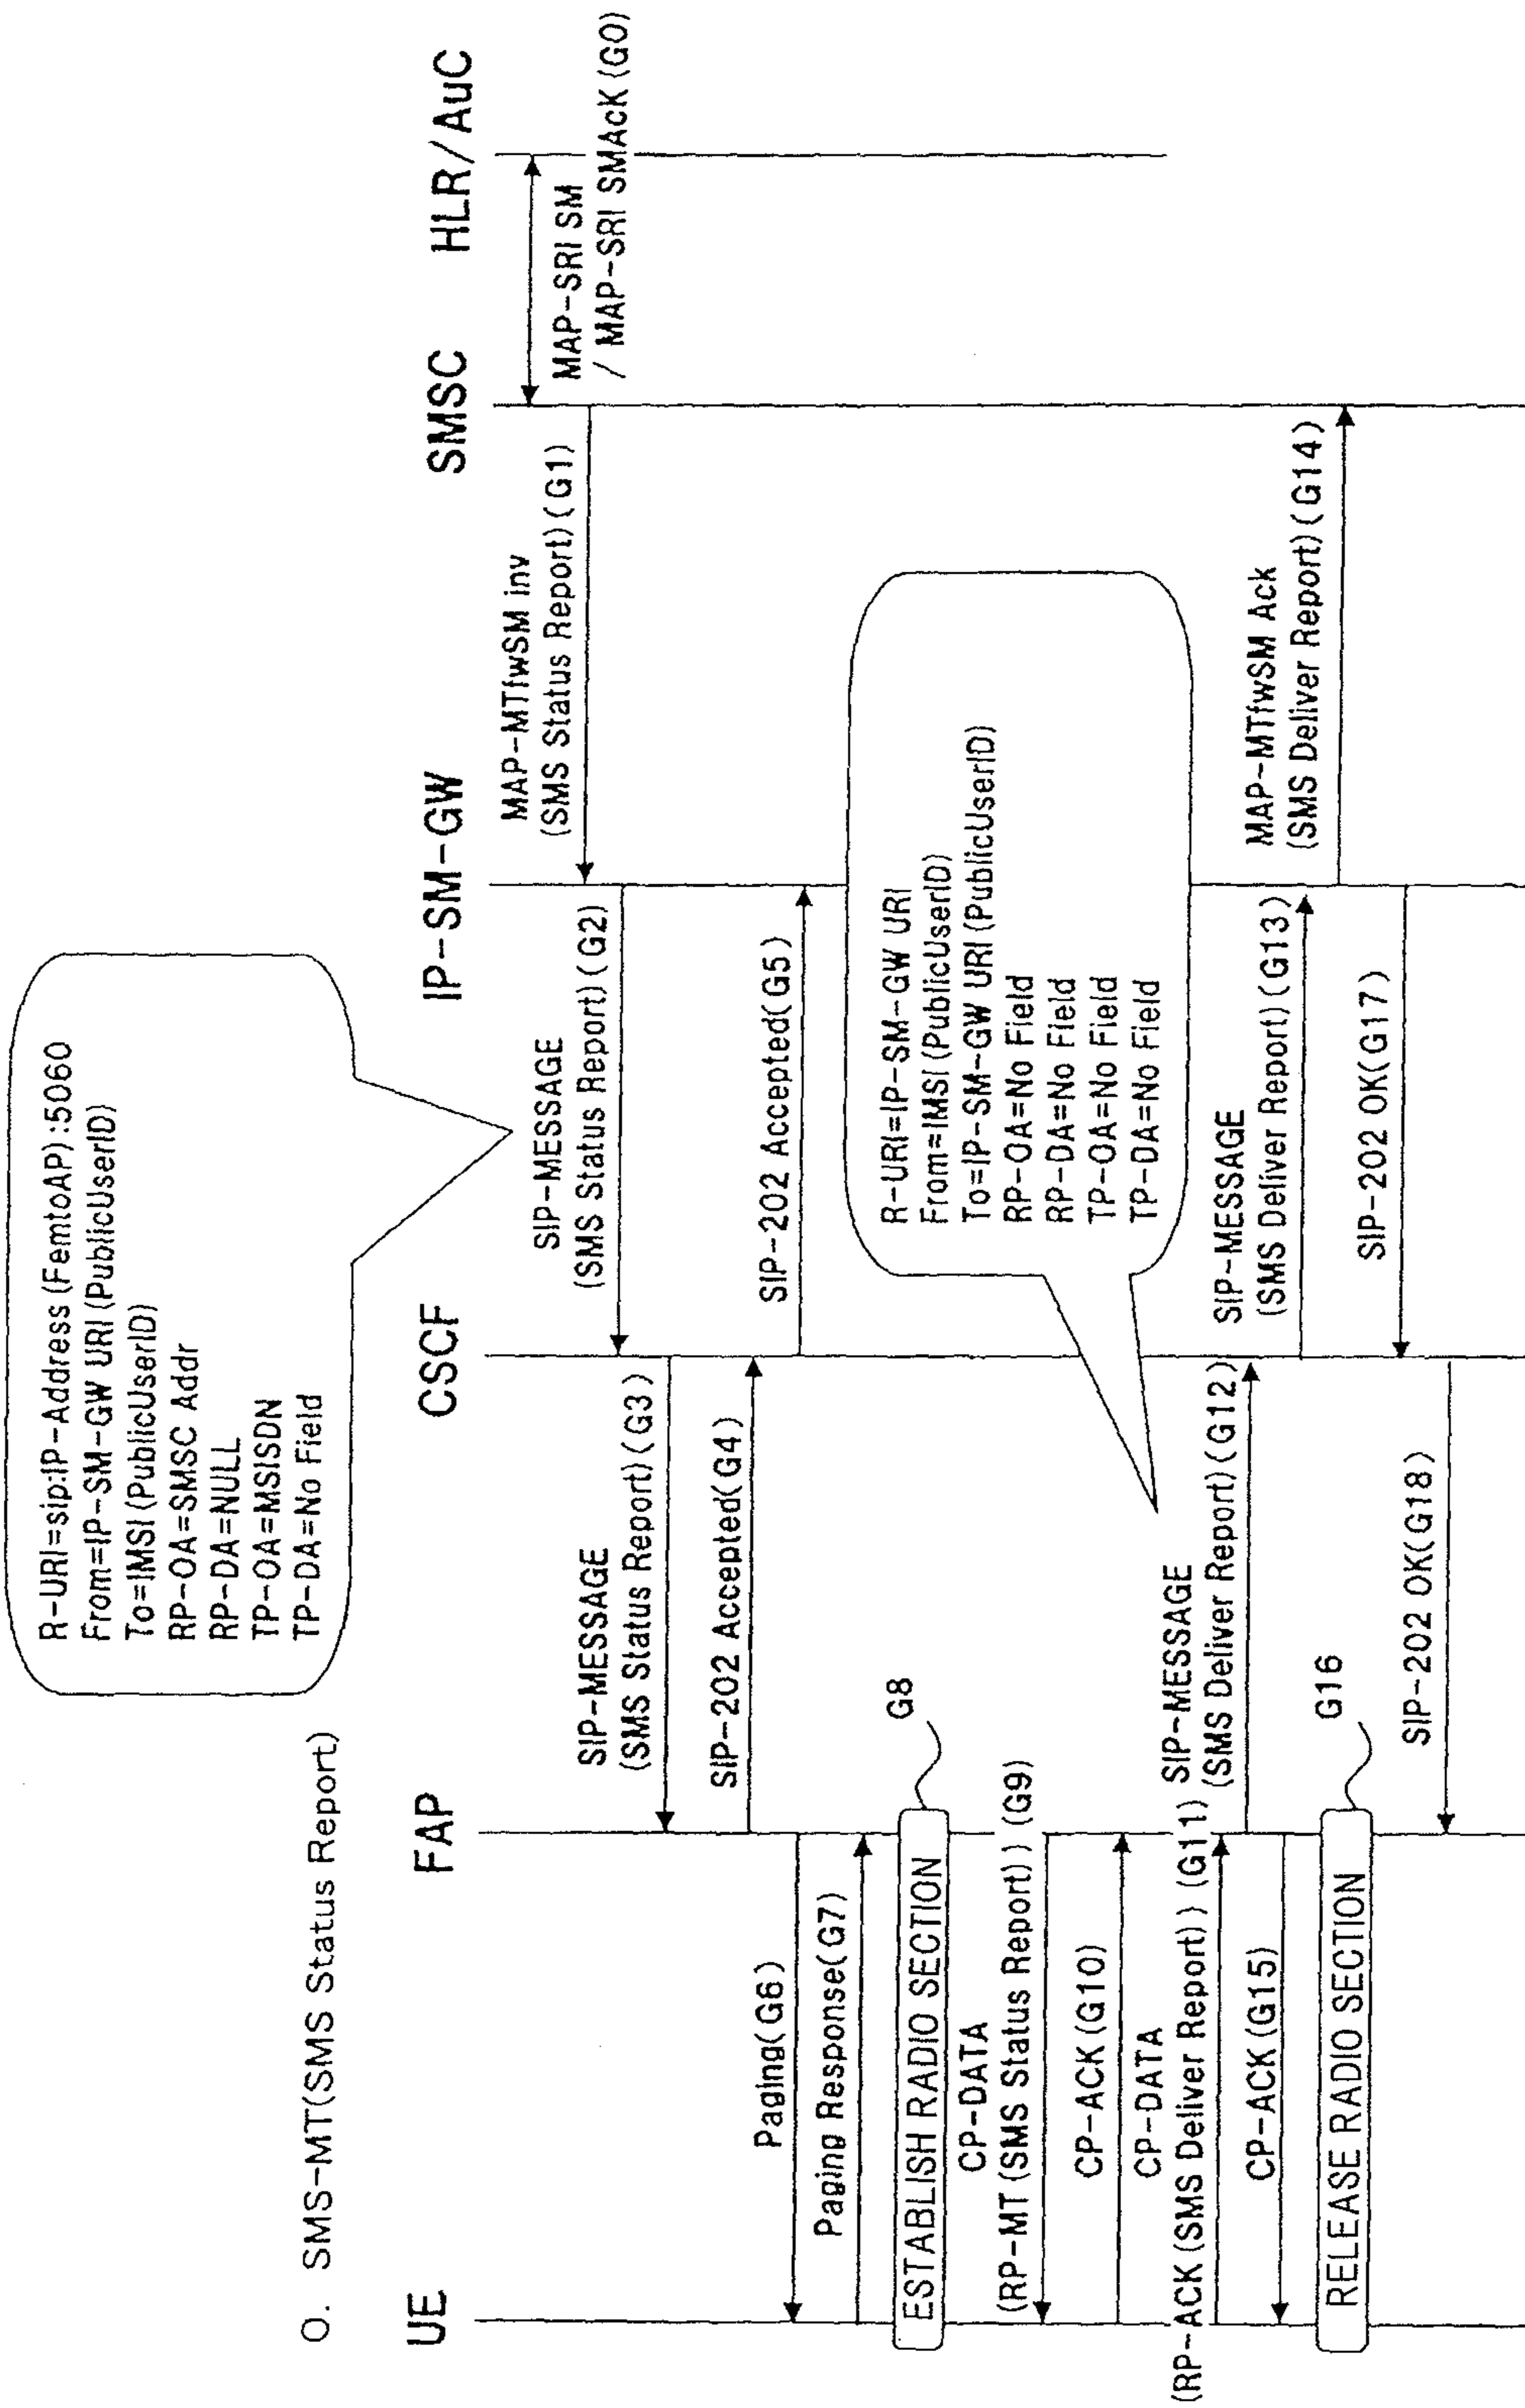 O. SMS-MT(SMS Status Report)
R-URI=sip:IP-Address(FemtoAP):5060
From=IP-SM-GW URI(PublicUserID)
To=IMSI(PublicUserID)
RP-OA=SMSC Addr
RP-DA=NULL
TP-OA=MSISDN
TP-DA=No Field
UE
FAP
CSCF
IP-SM-GW
SMSC
HLR/AuC
MAP-SRI SM
/ MAP-SRI SMAcK(G0)
MAP-MTfwSM inv
(SMS Status Report)(G1)
SIP-MESSAGE
(SMS Status Report)(G2)
SIP-MESSAGE
(SMS Status Report)(G3)
SIP-202 Accepted(G4)
SIP-202 Accepted(G5)
Paging(G6)
Paging Response(G7)
ESTABLISH RADIO SECTION
G8
CP-DATA
(RP-MT(SMS Status Report))(G9)
CP-ACK(G10)
CP-DATA
(RP-ACK(SMS Deliver Report))(G11)
R-URI=IP-SM-GW URI
From=IMSI(PublicUserID)
To=IP-SM-GW URI(PublicUserID)
RP-OA=No Field
RP-DA=No Field
TP-OA=No Field
TP-DA=No Field
SIP-MESSAGE
(SMS Deliver Report)(G12)
SIP-MESSAGE
(SMS Deliver Report)(G13)
MAP-MTfwSM Ack
(SMS Deliver Report)(G14)
CP-ACK(G15)
RELEASE RADIO SECTION
G16
SIP-202 OK(G17)
SIP-202 OK(G18)